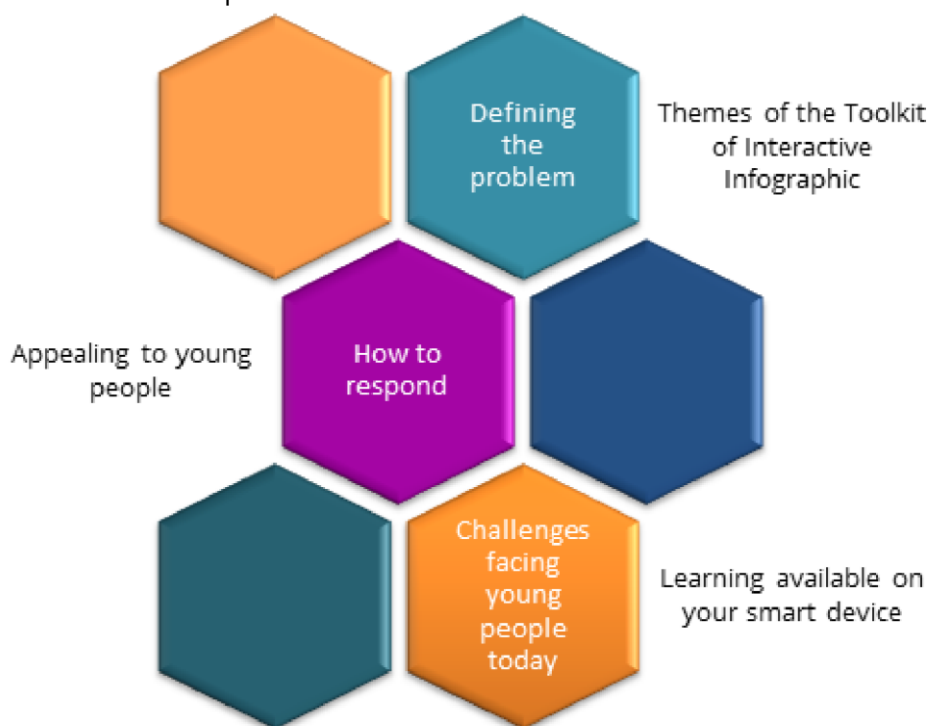 Defining
the
problem
Themes of the Toolkit
of Interactive
Infographic
Appealing to young
people
How to
respond
Challenges
facing
young
people
today
Learning available on
your smart device